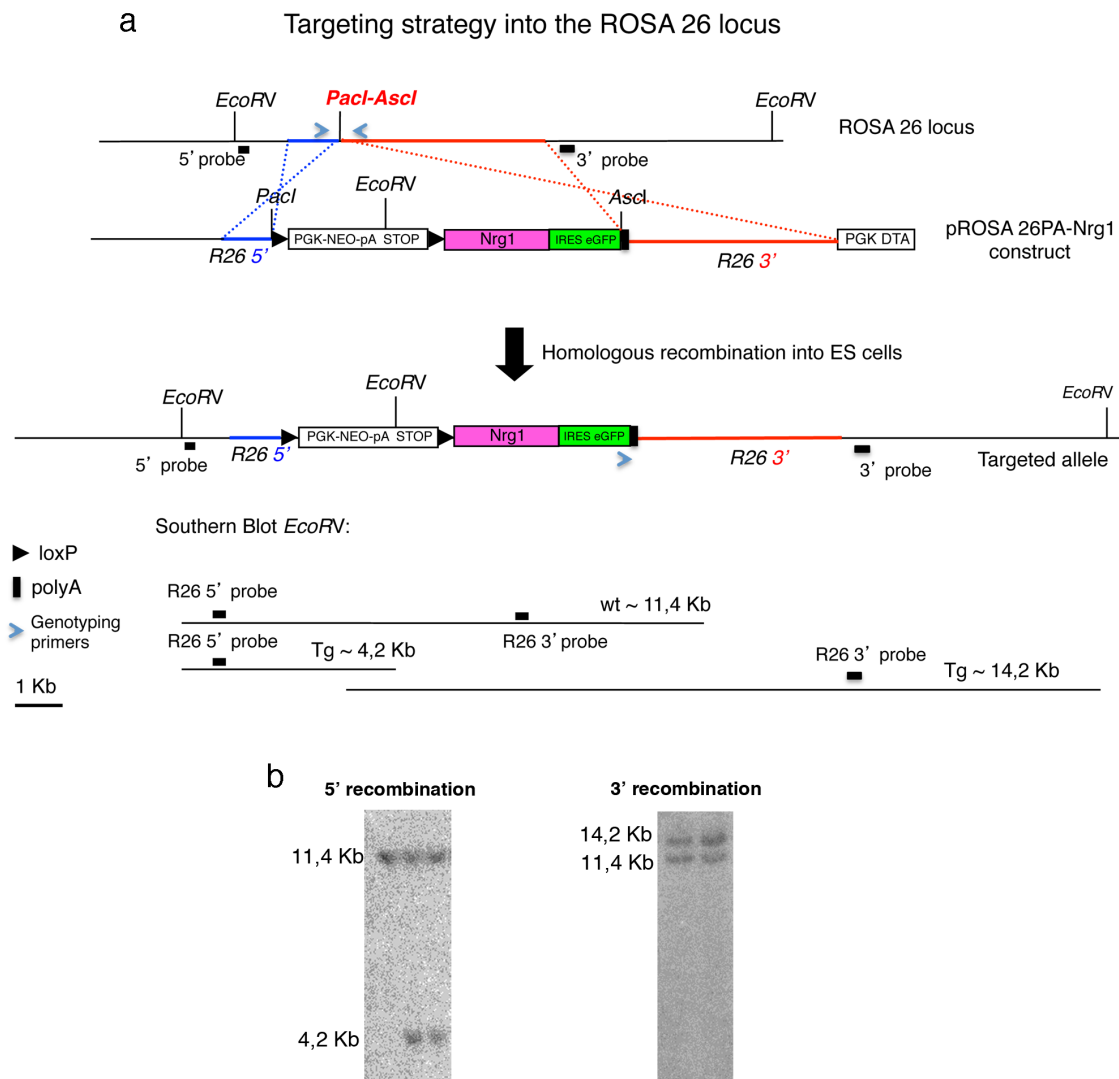 a
Targeting strategy into the ROSA 26 locus
EcoRV
PacI-AscI
EcoRV
ROSA 26 locus
5’ probe
3’ probe
PacI
EcoRV
AscI
PGK-NEO-pA STOP
Nrg1
IRES eGFP
PGK DTA
pROSA 26PA-Nrg1
construct
R26 5’
R26 3’
Homologous recombination into ES cells
EcoRV
EcoRV
EcoRV
PGK-NEO-pA STOP
Nrg1
IRES eGFP
5’ probe
R26 5’
R26 3’
3’ probe
Targeted allele
Southern Blot EcoRV:
loxP
polyA
Genotyping
primers
1 Kb
R26 5’ probe
wt ~ 11,4 Kb
R26 3’ probe
R26 5’ probe
Tg ~ 4,2 Kb
R26 3’ probe
Tg ~ 14,2 Kb
b
5’ recombination
3’ recombination
11,4 Kb
4,2 Kb
14,2 Kb
11,4 Kb